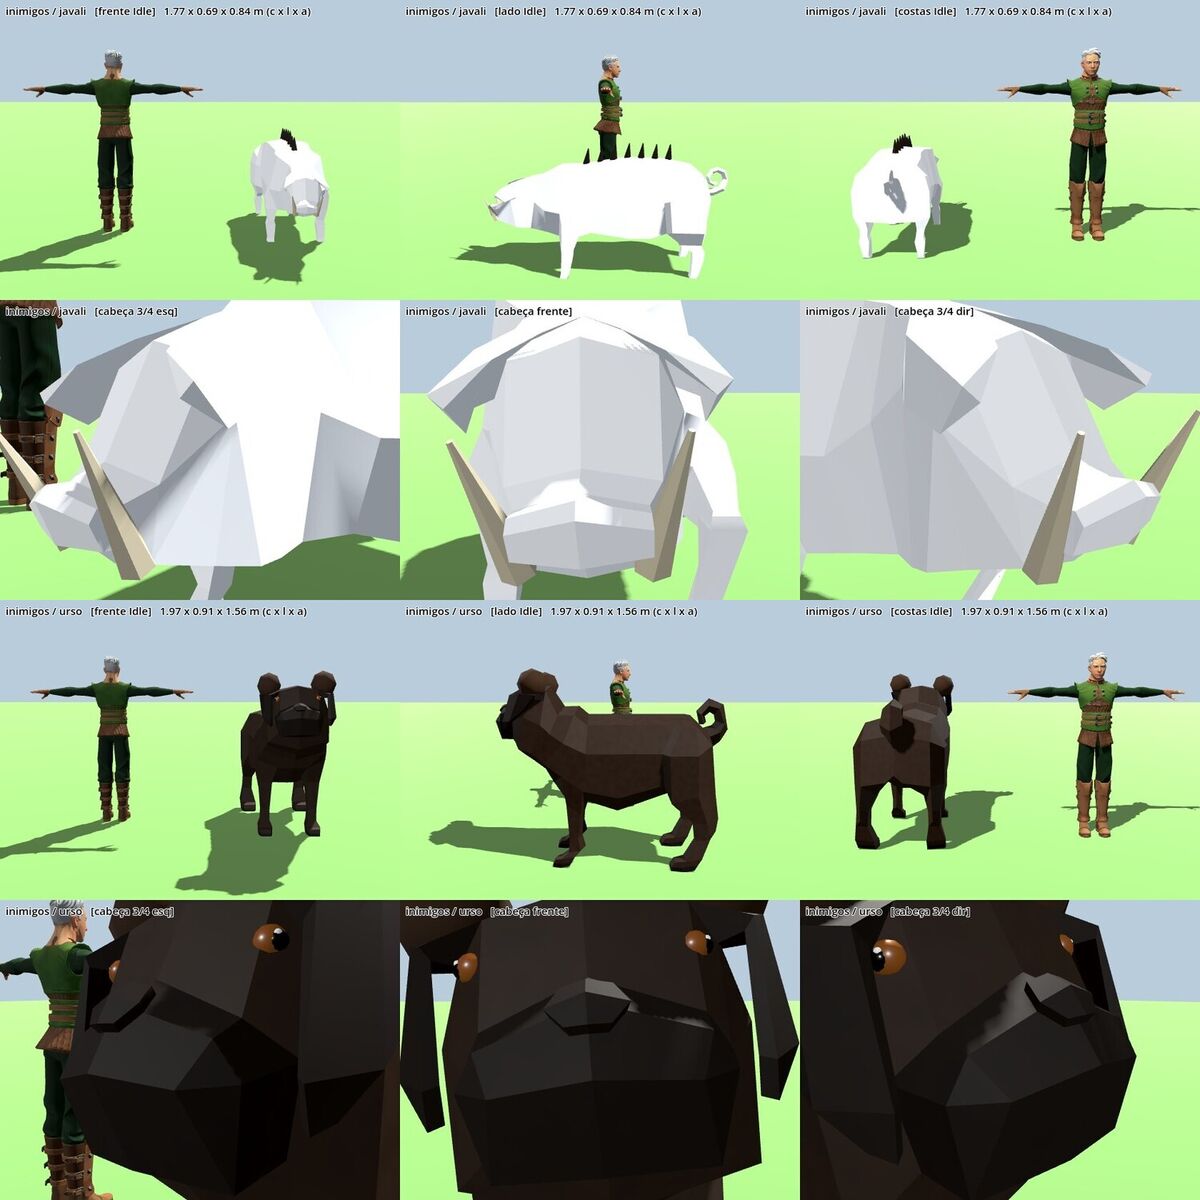 inimigos / javali [frente Idle] 1.77 x 0.69 x 0.84 m (c x l x a)
inimigos / javali [lado Idle] 1.77 x 0.69 x 0.84 m (c x l x a)
inimigos / javali [costas Idle] 1.77 x 0.69 x 0.84 m (c x l x a)
inimigos / javali [cabeça 3/4 esq]
inimigos / javali [cabeça frente]
inimigos / javali [cabeça 3/4 dir]
inimigos / urso [frente Idle] 1.97 x 0.91 x 1.56 m (c x l x a)
inimigos / urso [lado Idle] 1.97 x 0.91 x 1.56 m (c x l x a)
inimigos / urso [costas Idle] 1.97 x 0.91 x 1.56 m (c x l x a)
inimigos / urso [cabeça 3/4 esq]
inimigos / urso [cabeça frente]
inimigos / urso [cabeça 3/4 dir]